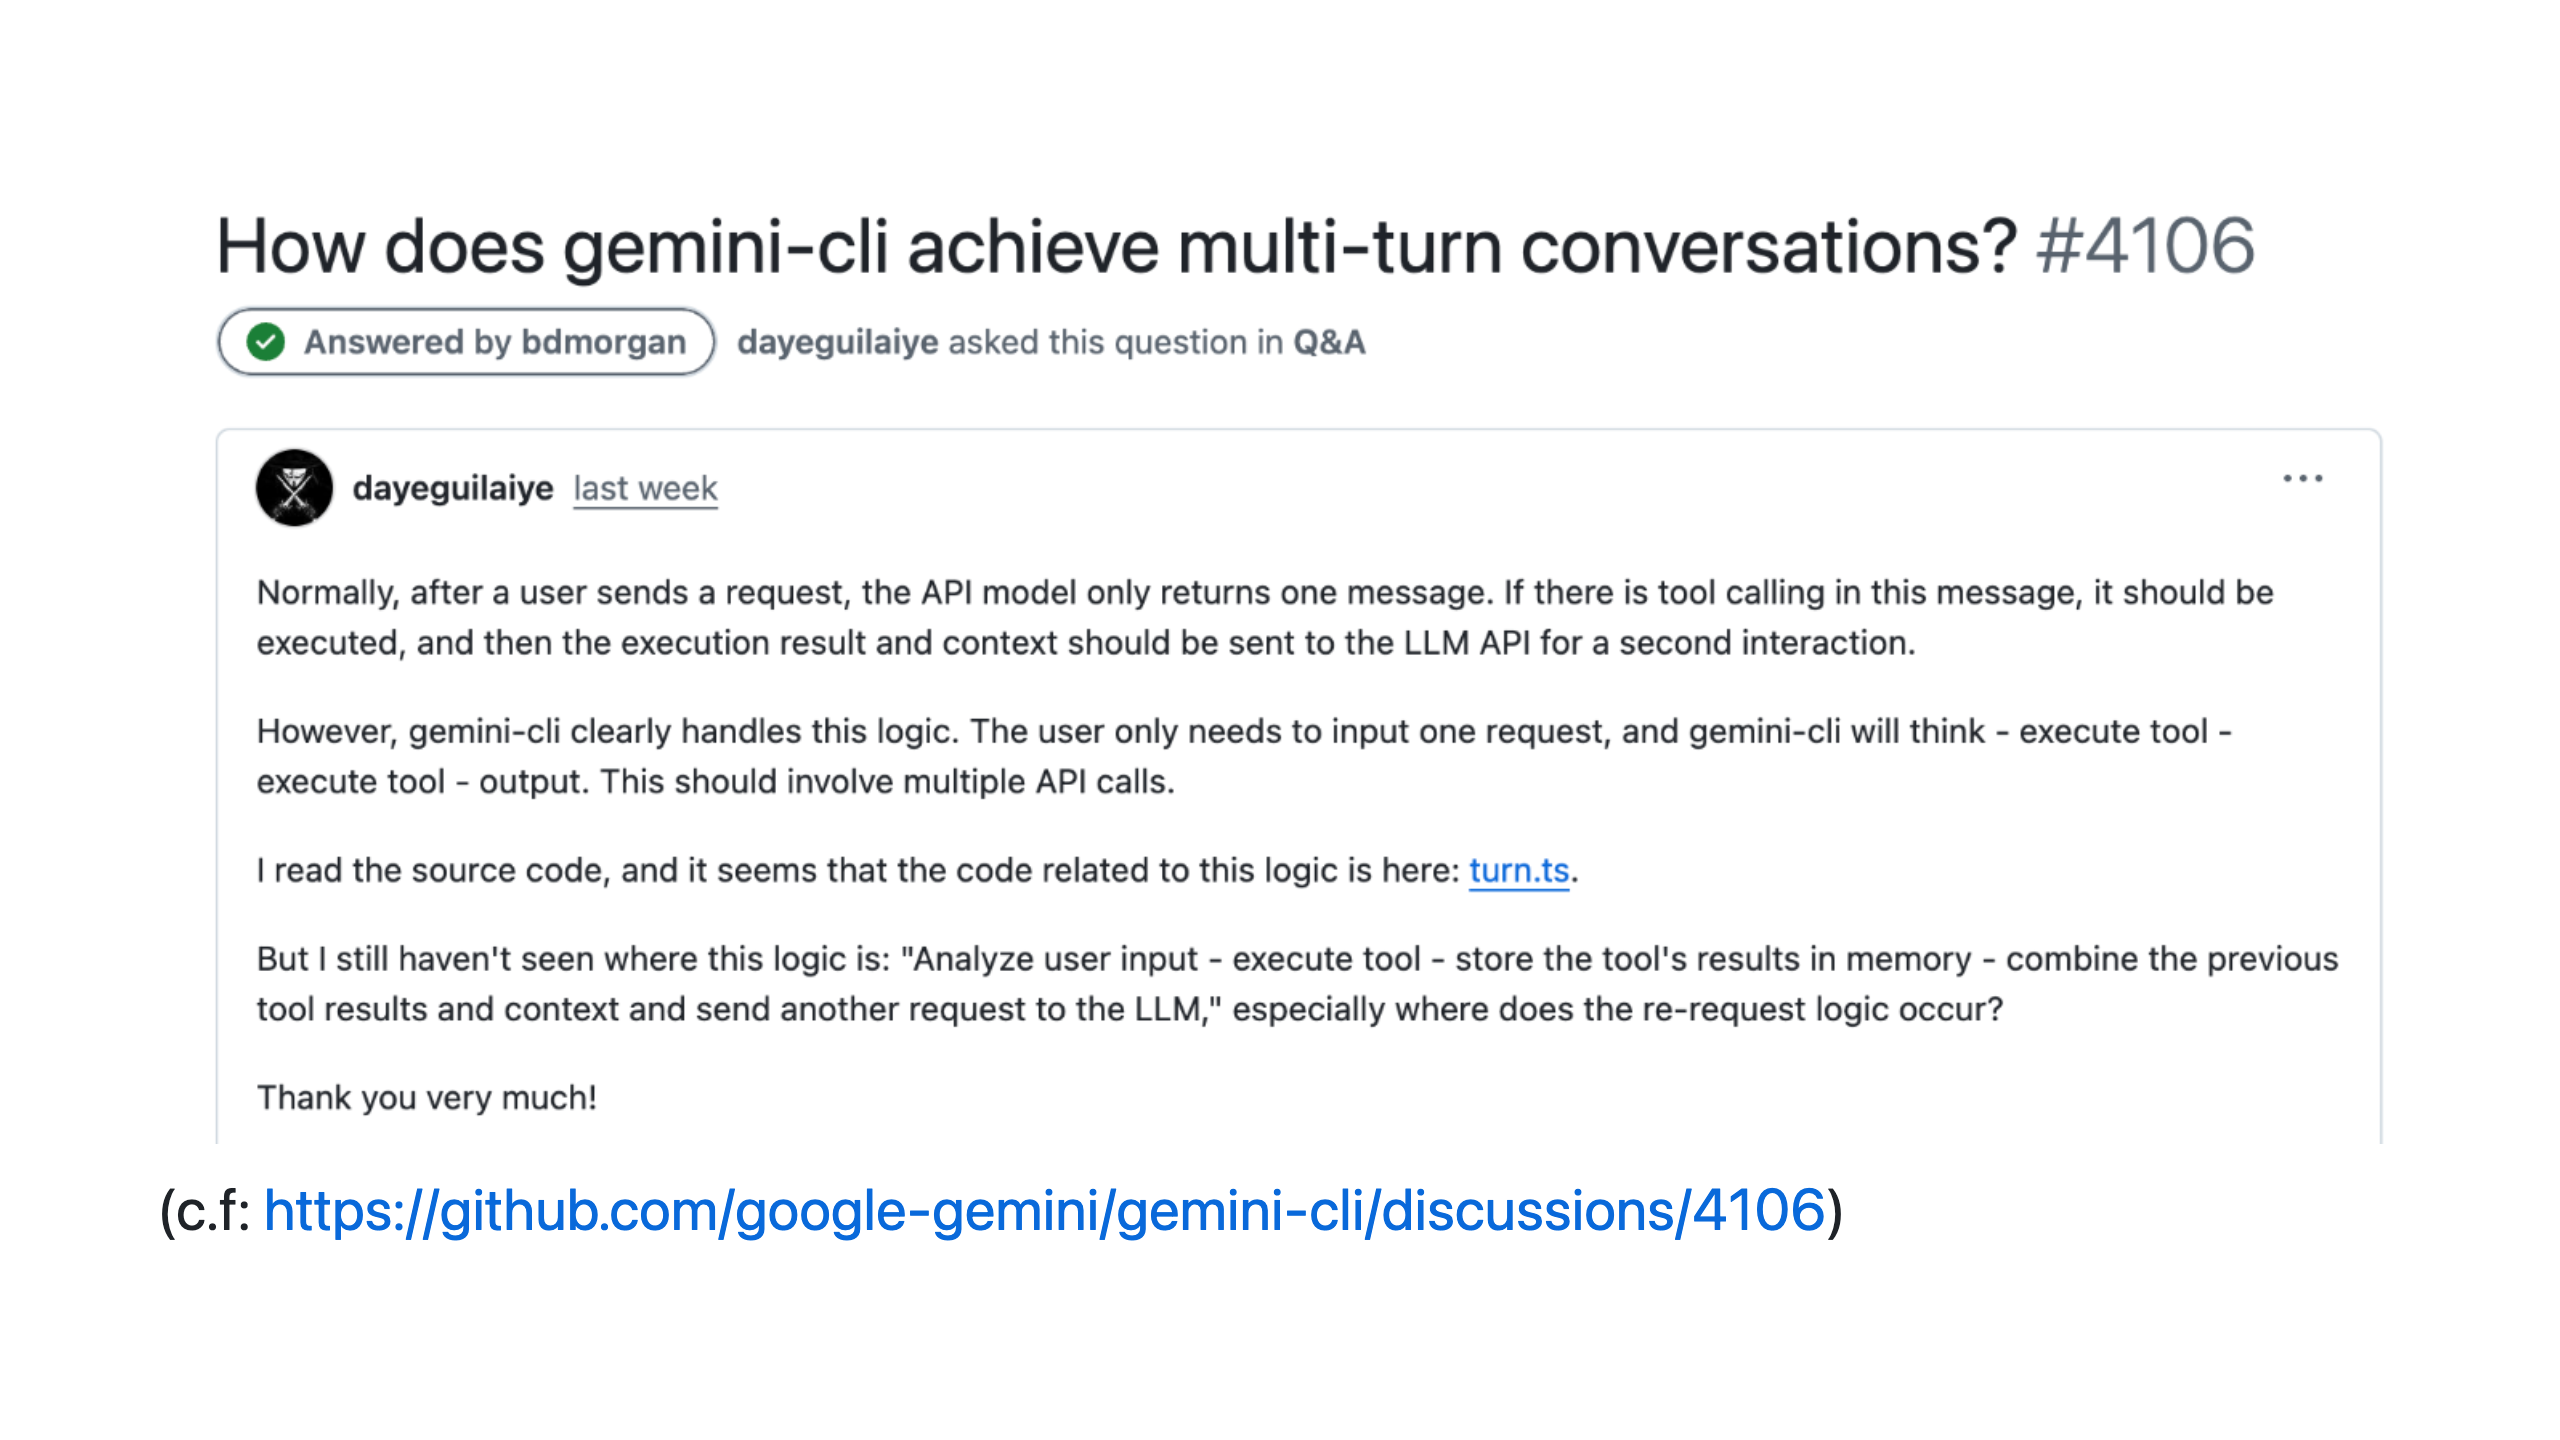 How does gemini-cli achieve multi-turn conversations? #4106
Answered by bdmorgan dayeguilaiye asked this question in Q&A
dayeguilaiye last week
Normally, after a user sends a request, the API model only returns one message. If there is tool calling in this message, it should be
executed, and then the execution result and context should be sent to the LLM API for a second interaction.
However, gemini-cli clearly handles this logic. The user only needs to input one request, and gemini-cli will think - execute tool -
execute tool - output. This should involve multiple API calls.
I read the source code, and it seems that the code related to this logic is here: turn.ts.
But I still haven't seen where this logic is: "Analyze user input - execute tool - store the tool's results in memory - combine the previous
tool results and context and send another request to the LLM," especially where does the re-request logic occur?
Thank you very much!
(c.f: https://github.com/google-gemini/gemini-cli/discussions/4106)